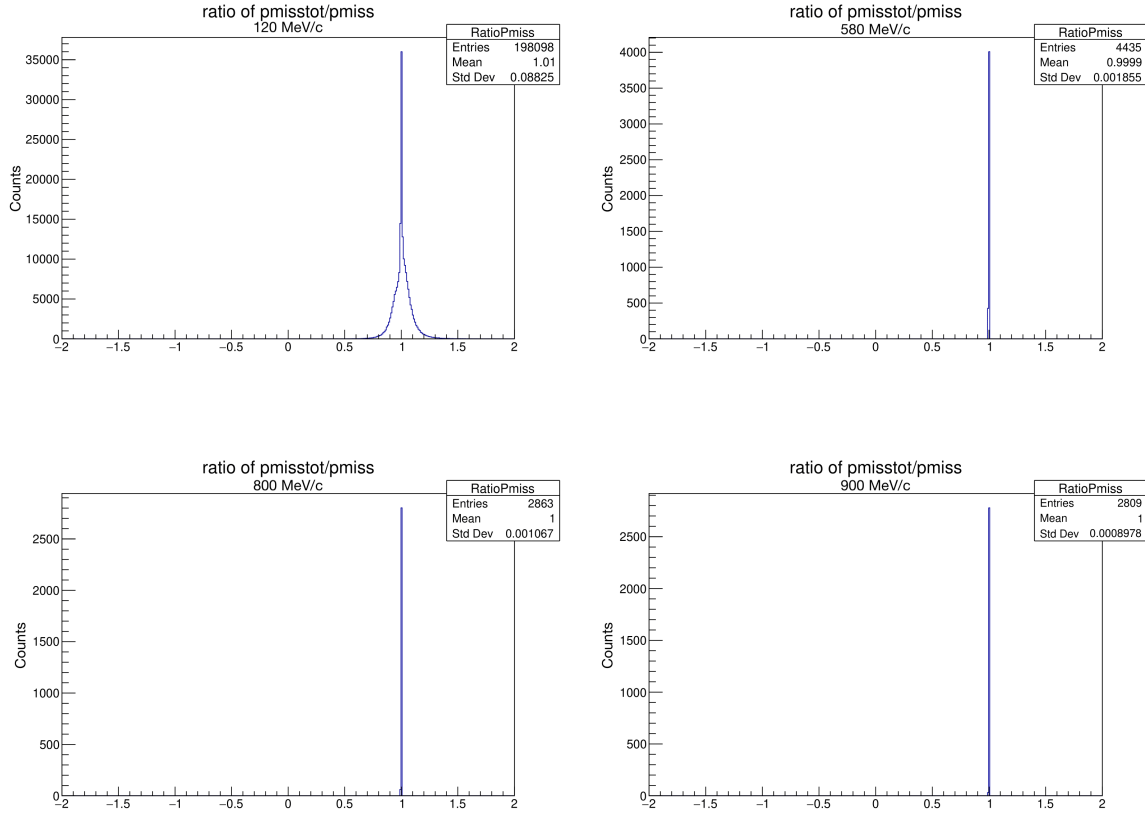 ratio of pmisstot/pmiss
120 MeV/c
RatioPmiss
Entries 198098
Mean 1.01
Std Dev 0.08825
Counts
35000
30000
25000
20000
15000
10000
5000
0
−2 −1.5 −1 −0.5 0 0.5 1 1.5 2
ratio of pmisstot/pmiss
580 MeV/c
RatioPmiss
Entries 4435
Mean 0.9999
Std Dev 0.001855
Counts
4000
3500
3000
2500
2000
1500
1000
500
0
−2 −1.5 −1 −0.5 0 0.5 1 1.5 2
ratio of pmisstot/pmiss
800 MeV/c
RatioPmiss
Entries 2863
Mean 1
Std Dev 0.001067
Counts
2500
2000
1500
1000
500
0
−2 −1.5 −1 −0.5 0 0.5 1 1.5 2
ratio of pmisstot/pmiss
900 MeV/c
RatioPmiss
Entries 2809
Mean 1
Std Dev 0.0008978
Counts
2500
2000
1500
1000
500
0
−2 −1.5 −1 −0.5 0 0.5 1 1.5 2